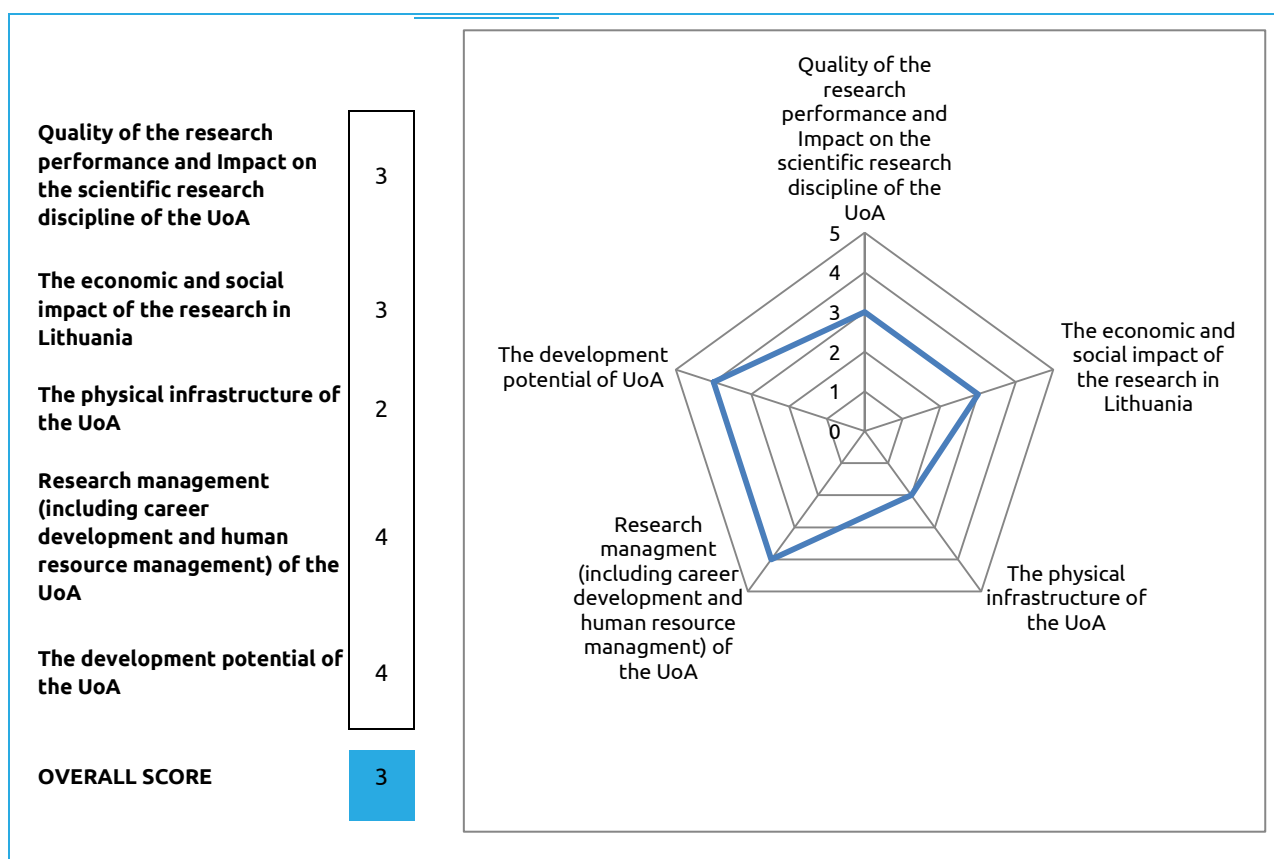 Quality of the research
performance and Impact on
the scientific research
discipline of the UoA
3
The economic and social
impact of the research in
Lithuania
3
The physical infrastructure of
the UoA
2
Research management
(including career
development and human
resource management) of the
UoA
4
The development potential of
the UoA
4
OVERALL SCORE
3
Quality of the
research
performance and
Impact on the
scientific research
discipline of the
UoA
5
4
3
2
1
0
The economic and
social impact of
the research in
Lithuania
The physical
infrastructure of
the UoA
Research
managment
(including career
development and
human resource
managment) of
the UoA
The development
potential of UoA